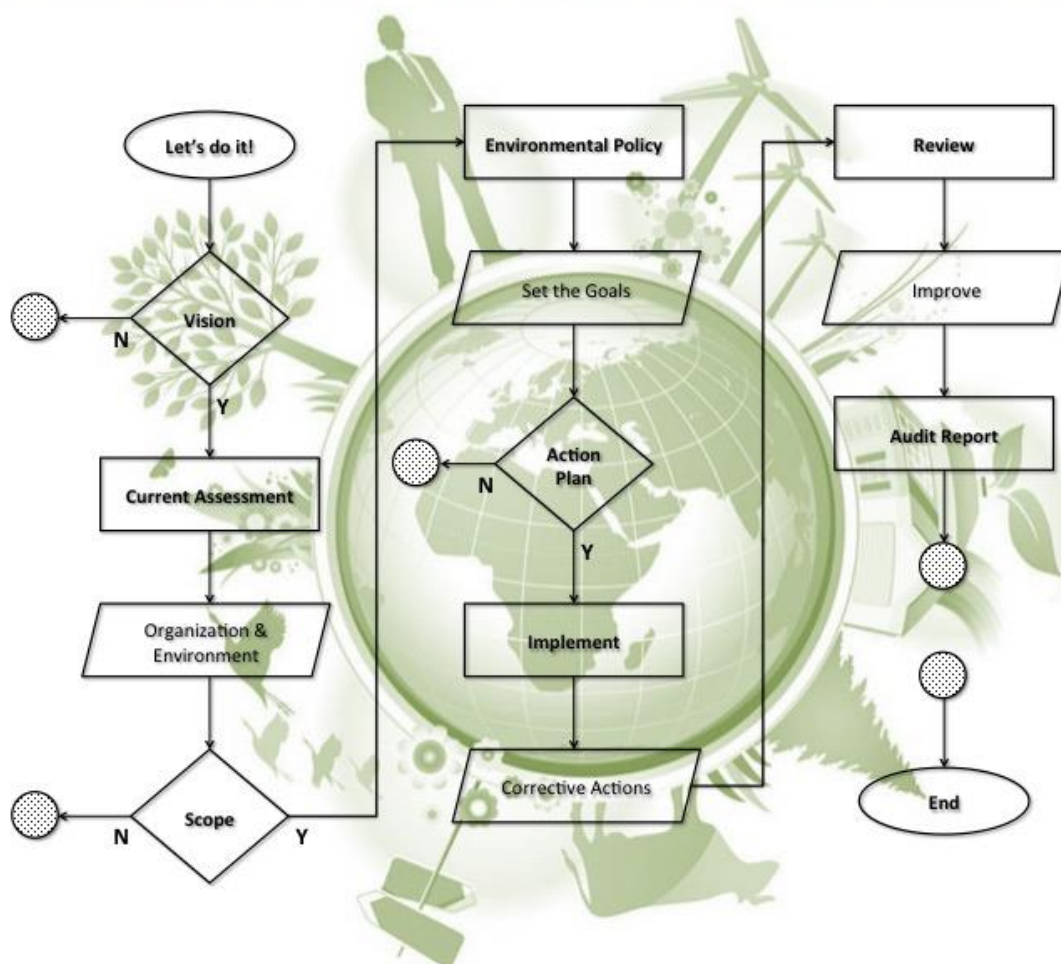 Let's do it!
Vision
N
Y
Current Assessment
Organization &
Environment
Scope
N
Y
Environmental Policy
Set the Goals
Action
Plan
N
Y
Implement
Corrective Actions
Review
Improve
Audit Report
End